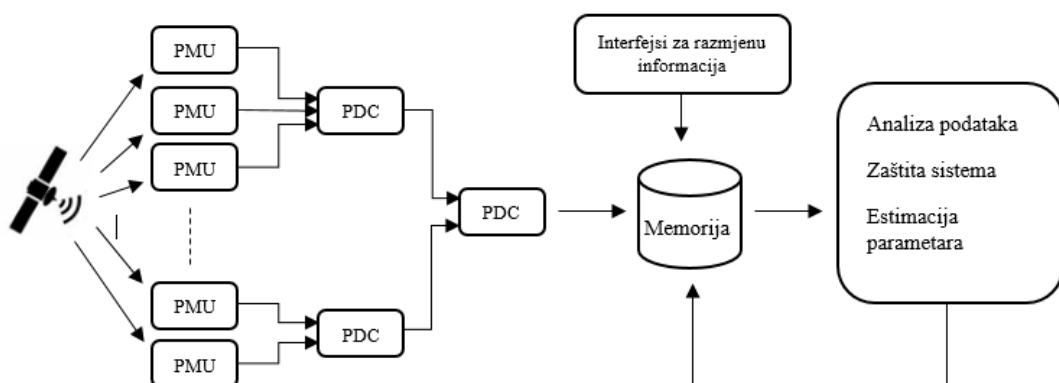 PMU
PMU
PMU
PMU
PMU
PDC
PDC
PDC
Interfejsi za razmjenu
informacija
Memorija
Analiza podataka
Zaštita sistema
Estimacija
parametara